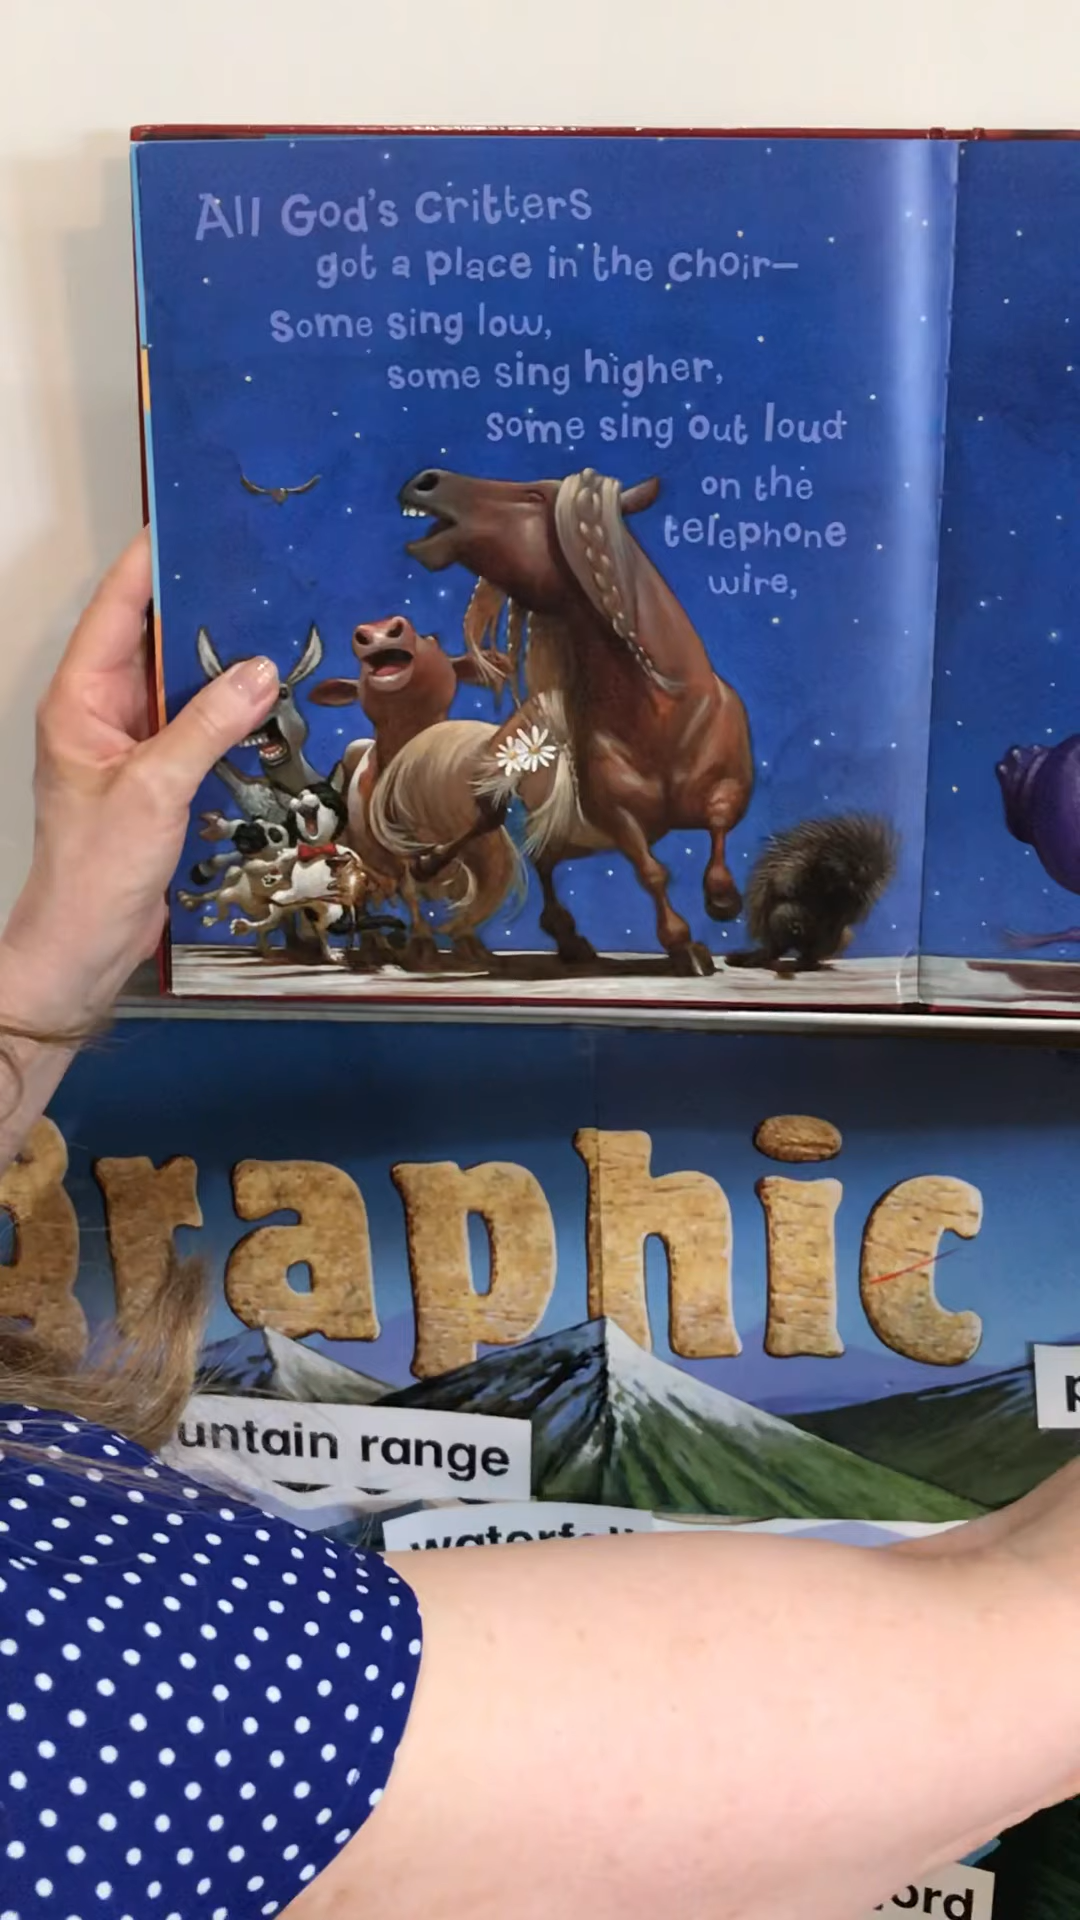 All God's critters
got a place in the choir—
some sing low,
some sing higher,
some sing out loud
on the
telephone
wire,
graphic
untain range